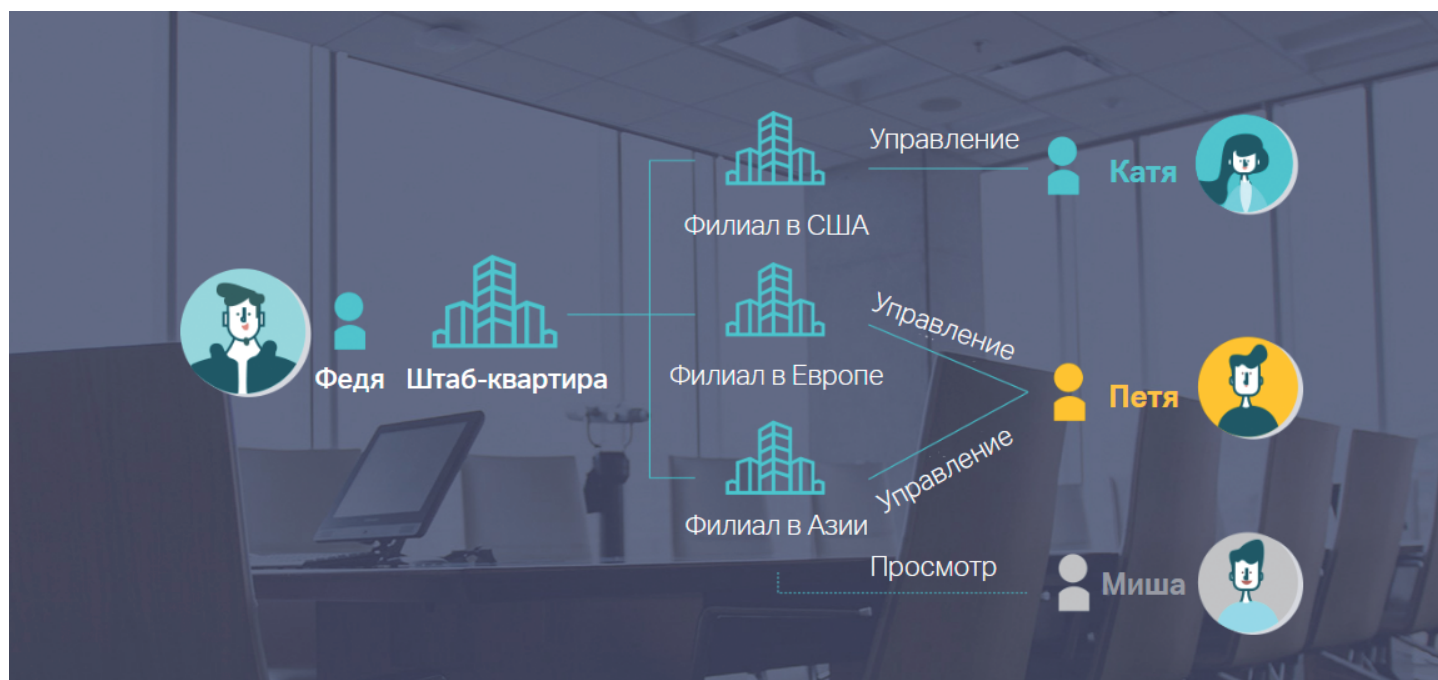 Управление
Катя
Филиал в США
Управление
Федя
Штаб-квартира
Филиал в Европе
Петя
Управление
Филиал в Азии
Просмотр
Миша